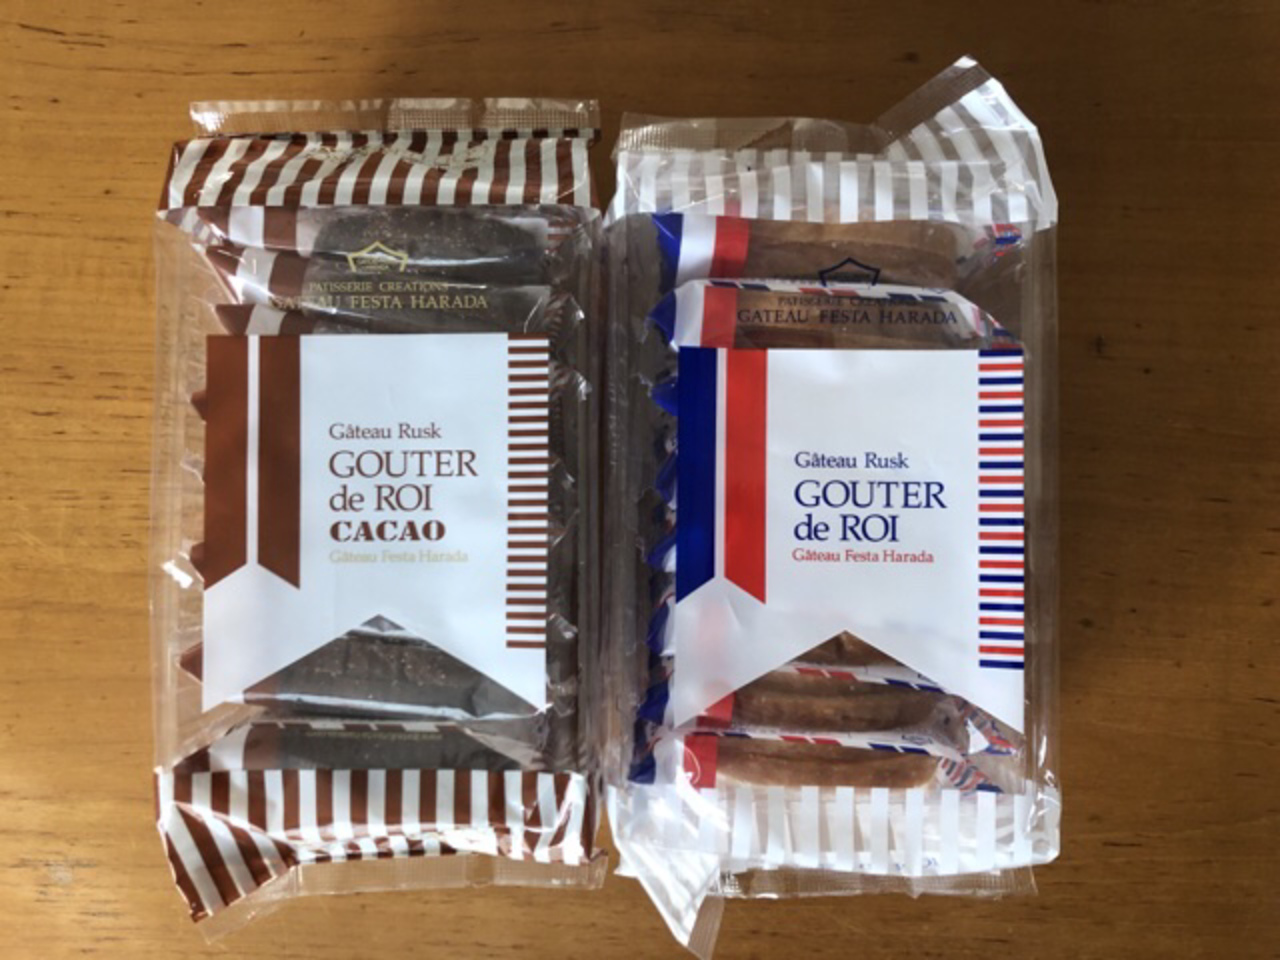 PATISSERIE CREATIONS
GATEAU FESTA HARADA
Gâteau Rusk
GOUTER
de ROI
CACAO
Gâteau Festa Harada
PATISSERIE CREATIONS
GATEAU FESTA HARADA
Gâteau Rusk
GOUTER
de ROI
Gâteau Festa Harada